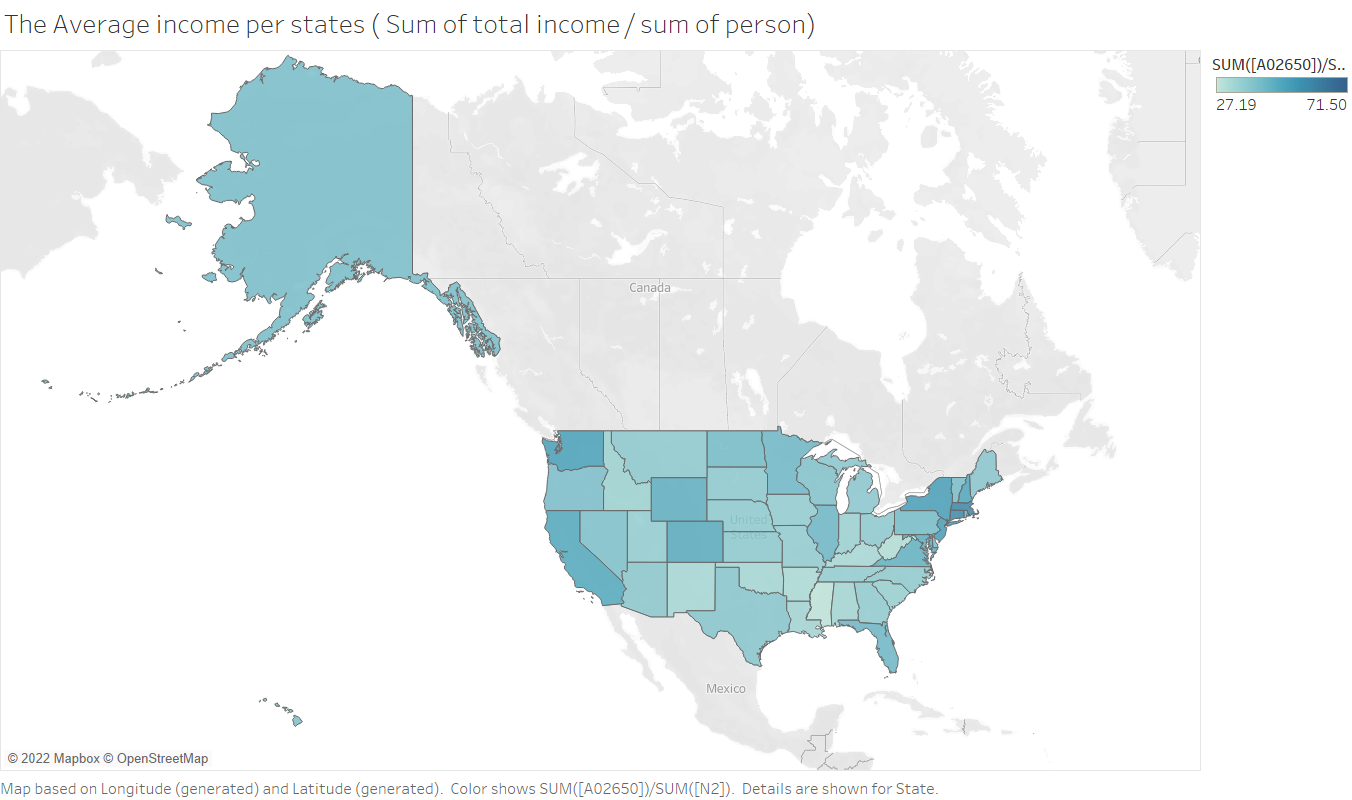 The Average income per states ( Sum of total income / sum of person)
SUM([A02650])/S..
27.19 71.50
Canada
United
States
Mexico
© 2022 Mapbox © OpenStreetMap
Map based on Longitude (generated) and Latitude (generated). Color shows SUM([A02650])/SUM([N2]). Details are shown for State.